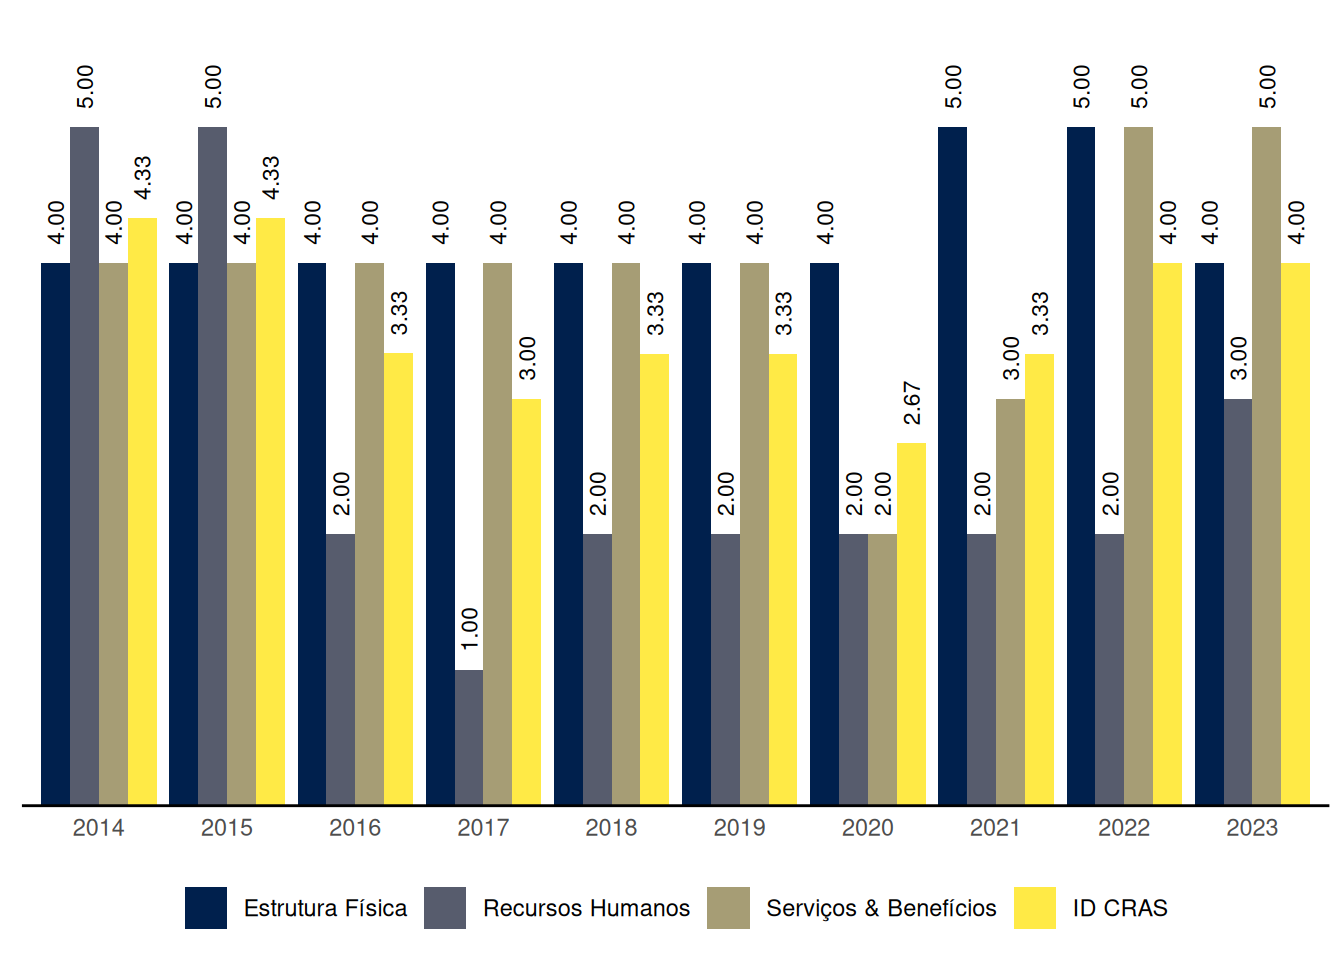 4.00 5.00 4.00 4.33 4.00 5.00 4.00 4.33 4.00 2.00 4.00 3.33 4.00 1.00 4.00 3.00 4.00 2.00 4.00 3.33 4.00 2.00 4.00 3.33 4.00 2.00 2.00 2.67 5.00 2.00 3.00 3.33 5.00 2.00 5.00 4.00 4.00 3.00 5.00 4.00
2014 2015 2016 2017 2018 2019 2020 2021 2022 2023
Estrutura Física Recursos Humanos Serviços & Benefícios ID CRAS